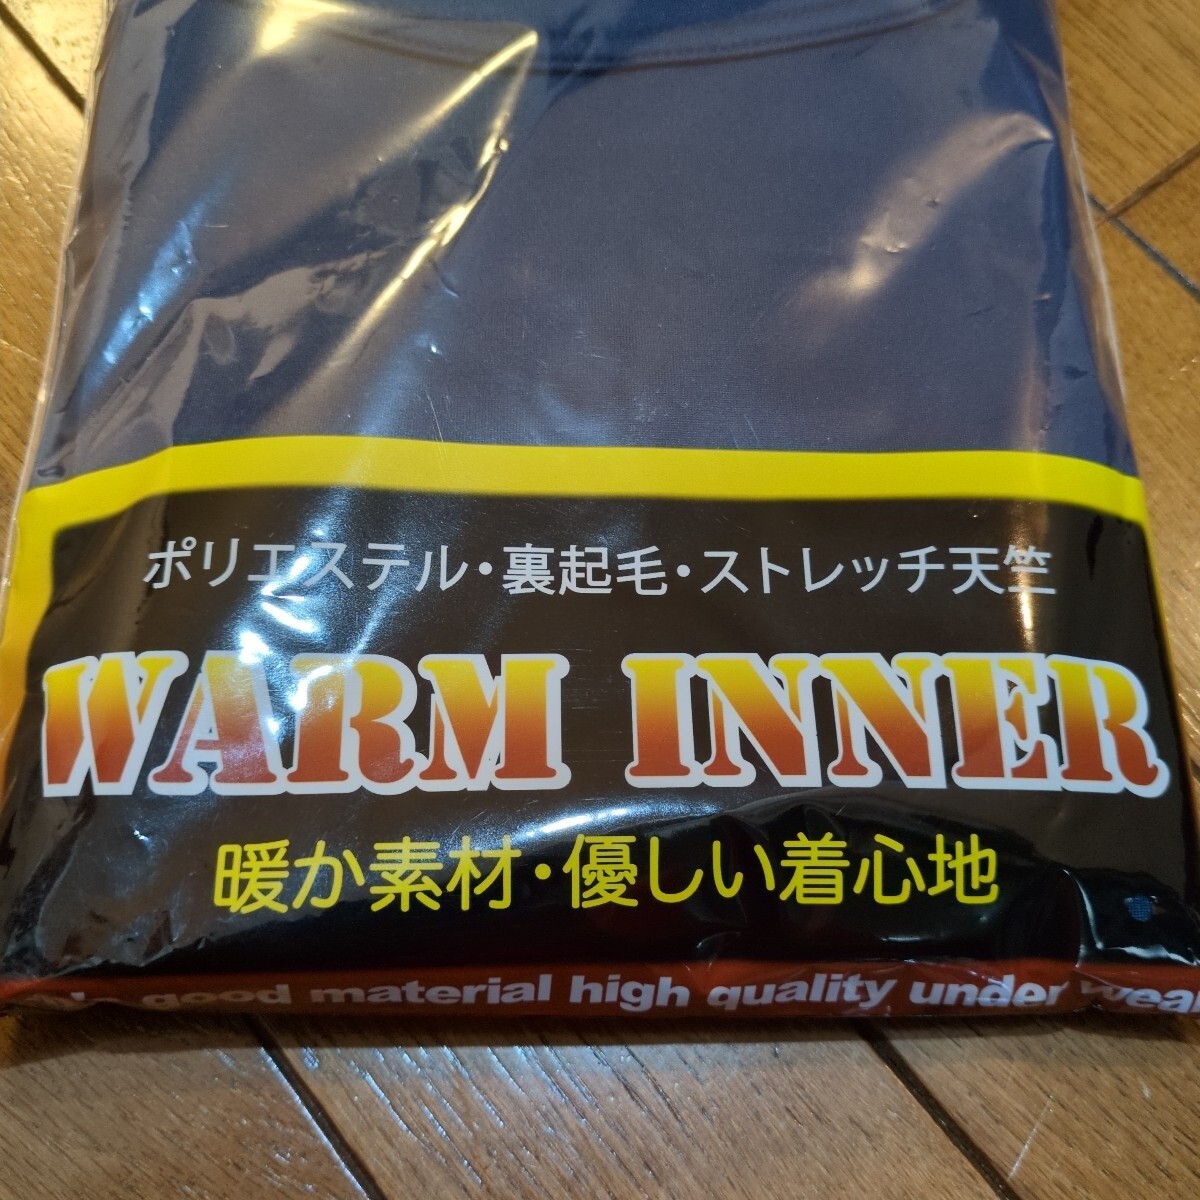 ポリエステル・裏起毛・ストレッチ天竺
WARM INNER
暖か素材・優しい着心地
good material high quality under wear